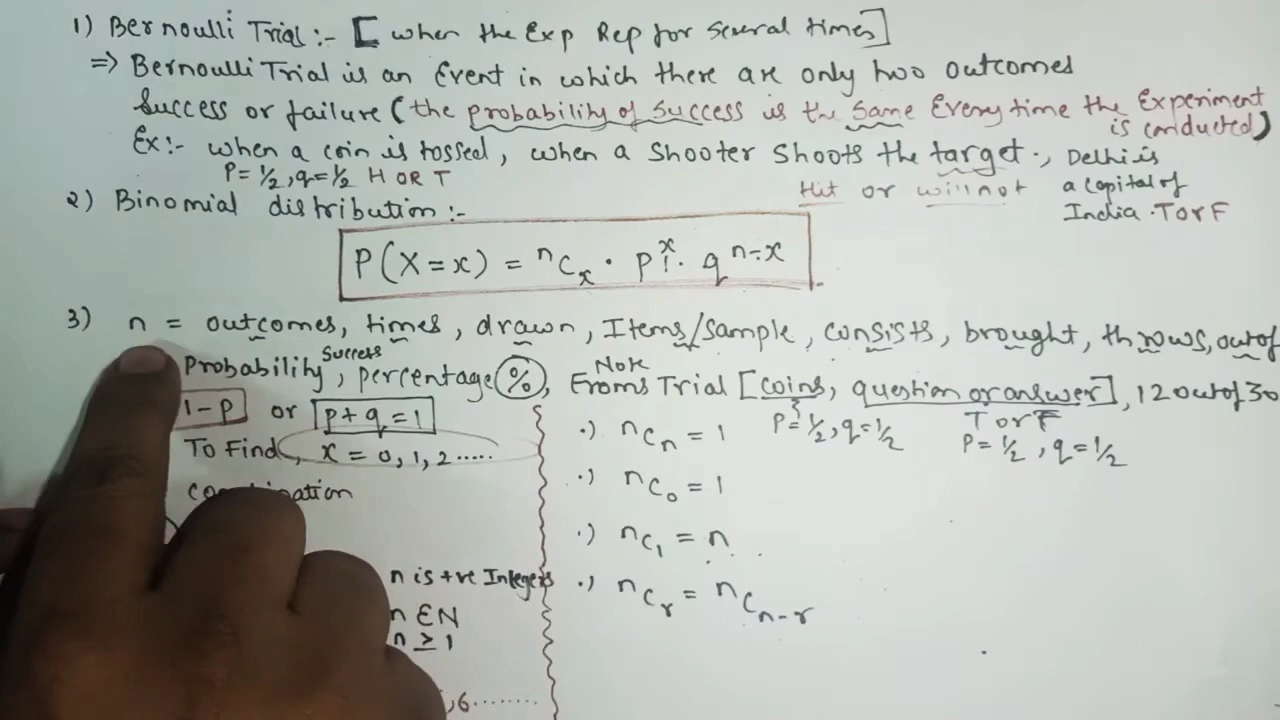 1) Bernoulli Trial :- [ when the Exp Rep for several times]
⇒ Bernoulli Trial is an Event in which there are only two outcomes
Success or failure ( the probability of success is the same Every time the Experiment
is conducted)
Ex:- when a coin is tossed, when a shooter shoots the target., Delhi is
P= 1/2, q= 1/2 H OR T
Hit or will not a capital of
India. T or F
2) Binomial distribution :-
P(X=x) = ⁿCₓ · pˣ · qⁿ⁻ˣ
3) n = outcomes, times, drawn, Items/sample, consists, brought, throws, out of
Success
Probability, percentage (%), From Trial [coins, question or answer], 12 out of 30
Note
1-p or p+q=1
·) ⁿCₙ = 1
P= 1/2, q= 1/2
T or F
P= 1/2, q= 1/2
To Find, x = 0, 1, 2 .....
·) ⁿC₀ = 1
·) ⁿC₁ = n
n is +ve Integers
·) ⁿCᵣ = ⁿCₙ₋ᵣ
n ∈ N
n ≥ 1
,6........